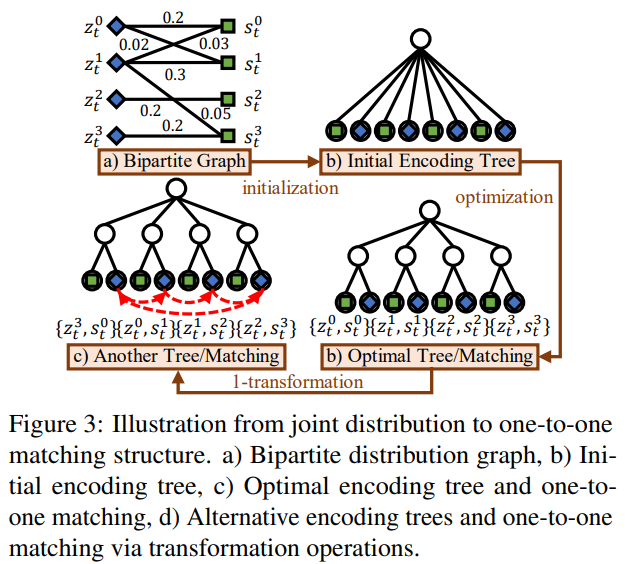 z_t^0 0.2 s_t^0
0.02 0.03
z_t^1 s_t^1
0.3
z_t^2 s_t^2
0.2 0.05
z_t^3 0.2 s_t^3
a) Bipartite Graph
b) Initial Encoding Tree
initialization
optimization
{z_t^3, s_t^0}{z_t^0, s_t^1}{z_t^1, s_t^2}{z_t^2, s_t^3}
{z_t^0, s_t^0}{z_t^1, s_t^1}{z_t^2, s_t^2}{z_t^3, s_t^3}
c) Another Tree/Matching
b) Optimal Tree/Matching
1-transformation
Figure 3: Illustration from joint distribution to one-to-one
matching structure. a) Bipartite distribution graph, b) Ini-
tial encoding tree, c) Optimal encoding tree and one-to-
one matching, d) Alternative encoding trees and one-to-one
matching via transformation operations.